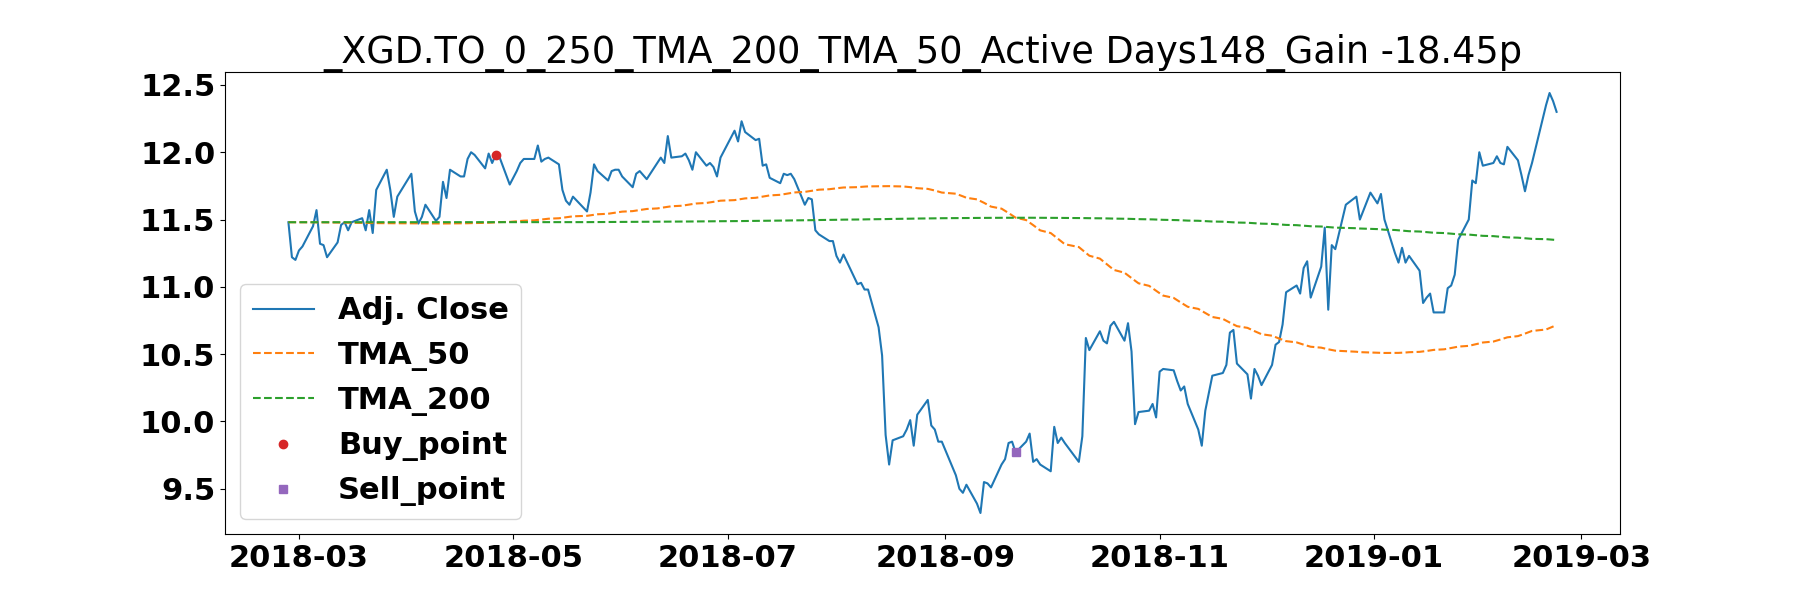 _XGD.TO_0_250_TMA_200_TMA_50_Active Days148_Gain -18.45p
12.5
12.0
11.5
11.0
10.5
10.0
9.5
Adj. Close
TMA_50
TMA_200
Buy_point
Sell_point
2018-03 2018-05 2018-07 2018-09 2018-11 2019-01 2019-03